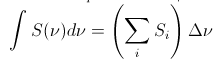 ∫ S(ν)dν = (∑_i S_i) Δν